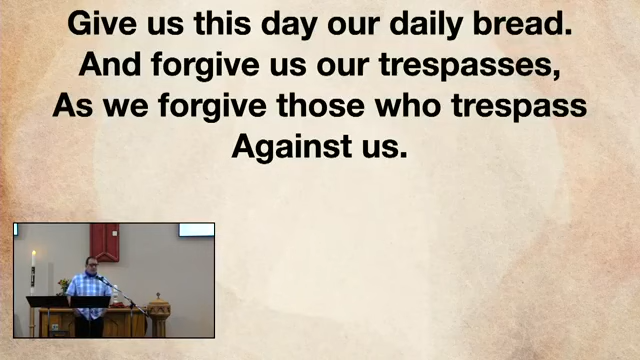 Give us this day our daily bread.
And forgive us our trespasses,
As we forgive those who trespass
Against us.